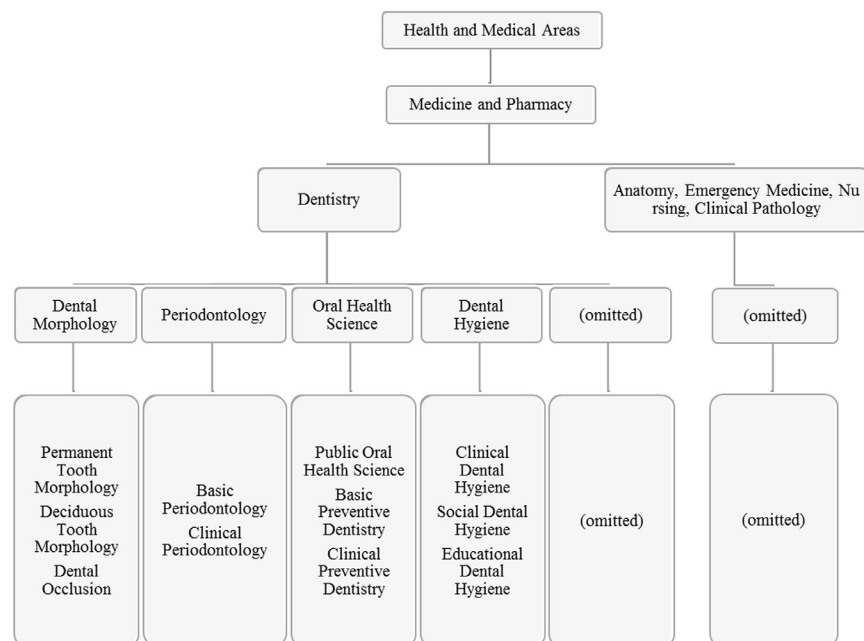 Health and Medical Areas
Medicine and Pharmacy
Dentistry
Anatomy, Emergency Medicine, Nu
rsing, Clinical Pathology
Dental
Morphology
Periodontology
Oral Health
Science
Dental
Hygiene
(omitted)
(omitted)
Permanent
Tooth
Morphology
Deciduous
Tooth
Morphology
Dental
Occlusion
Basic
Periodontology
Clinical
Periodontology
Public Oral
Health Science
Basic
Preventive
Dentistry
Clinical
Preventive
Dentistry
Clinical
Dental
Hygiene
Social Dental
Hygiene
Educational
Dental
Hygiene
(omitted)
(omitted)